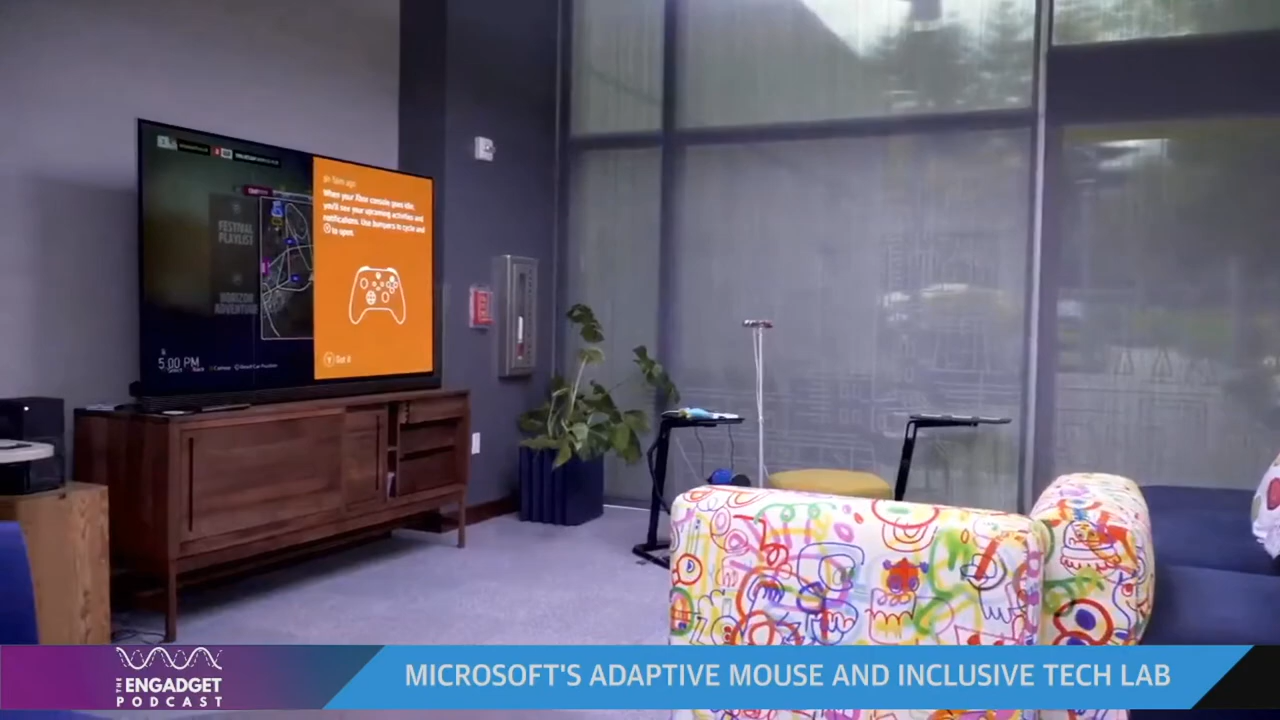 FESTIVAL
PLAYLIST
HORIZON
ADVENTURE
5:00 PM
When your Xbox console goes idle,
you'll see your upcoming activities and
notifications. Use bumpers to cycle and
to open.
Y Got it
THE
ENGADGET
PODCAST
MICROSOFT'S ADAPTIVE MOUSE AND INCLUSIVE TECH LAB